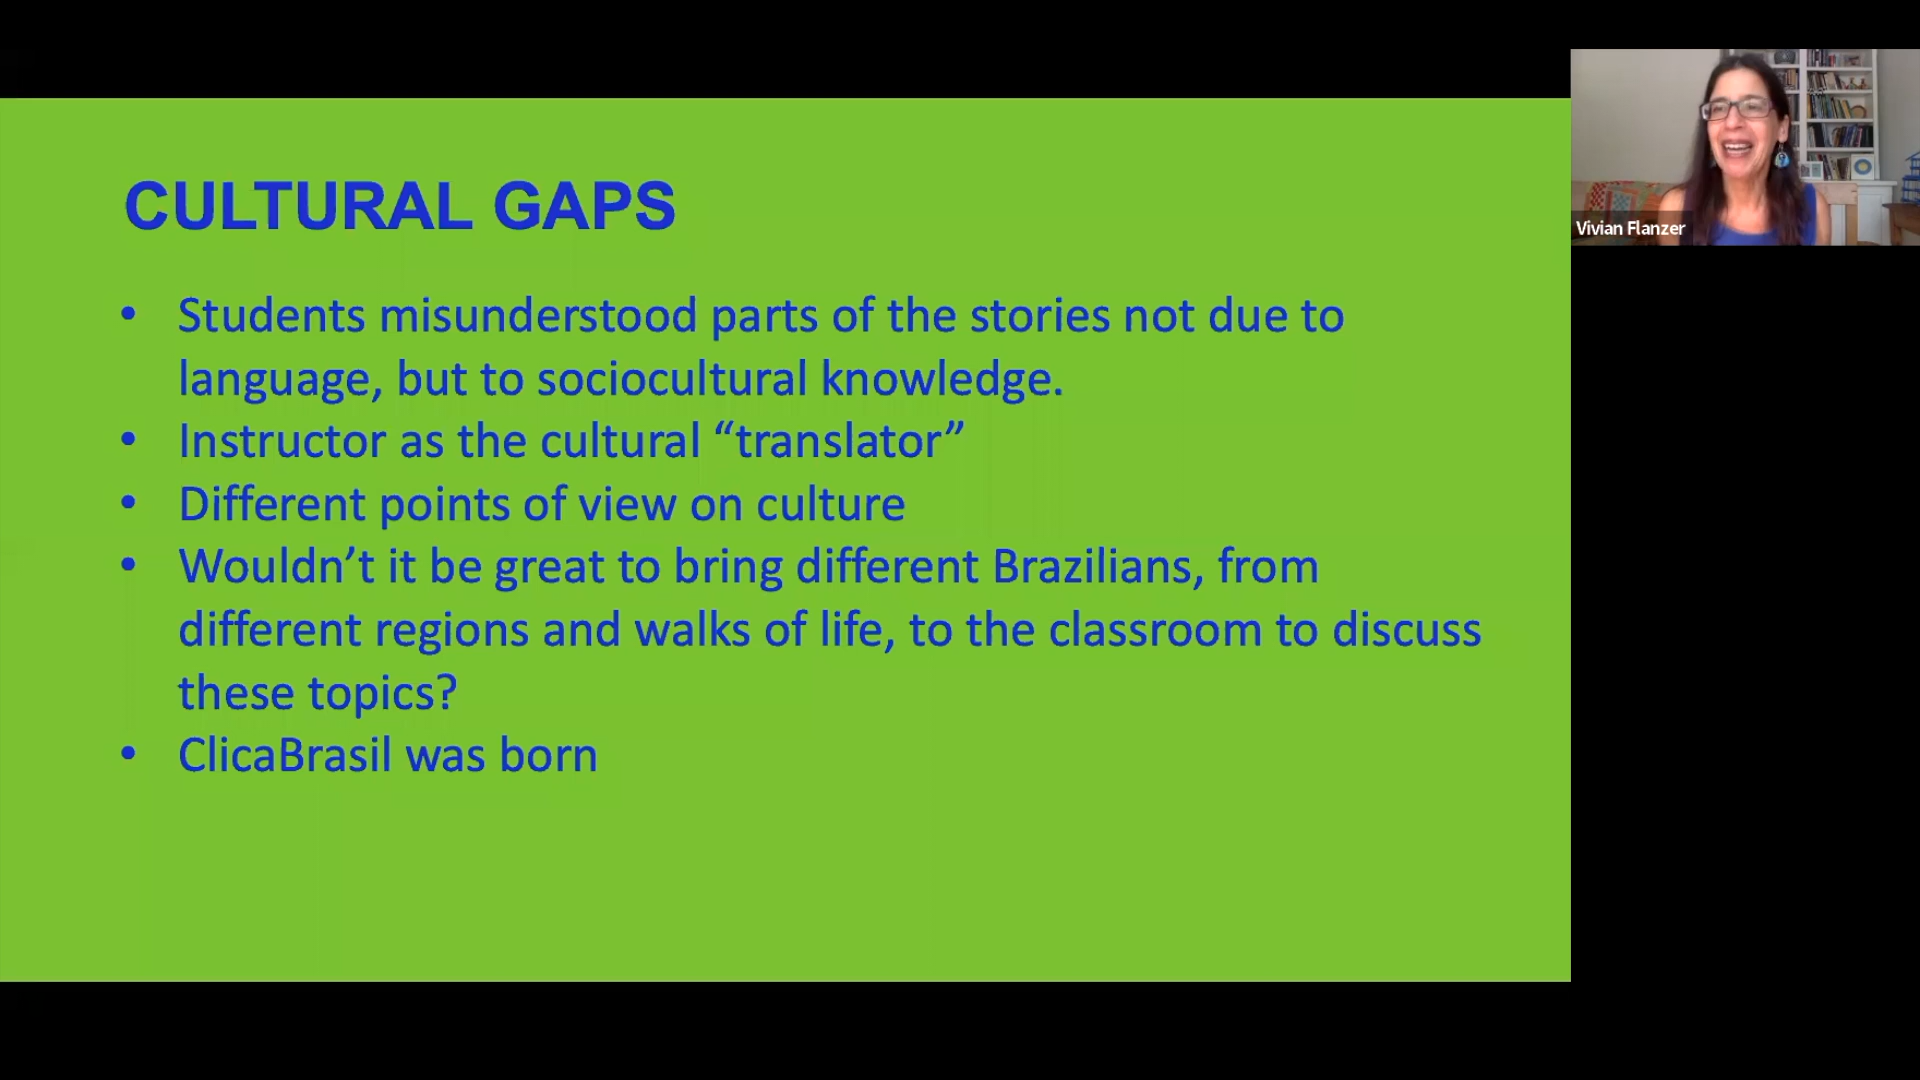 CULTURAL GAPS
• Students misunderstood parts of the stories not due to
language, but to sociocultural knowledge.
• Instructor as the cultural “translator”
• Different points of view on culture
• Wouldn’t it be great to bring different Brazilians, from
different regions and walks of life, to the classroom to discuss
these topics?
• ClicaBrasil was born
Vivian Flanzer